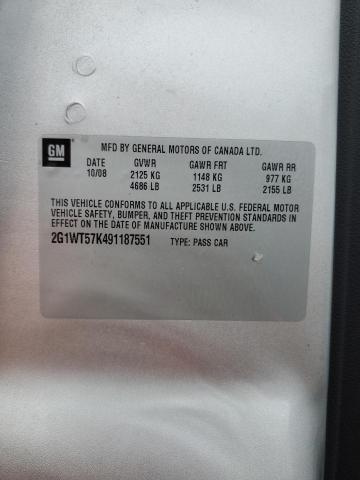 GM
MFD BY GENERAL MOTORS OF CANADA LTD.
DATE GVWR GAWR FRT GAWR RR
10/08 2125 KG 1148 KG 977 KG
4686 LB 2531 LB 2155 LB
THIS VEHICLE CONFORMS TO ALL APPLICABLE U.S. FEDERAL MOTOR
VEHICLE SAFETY, BUMPER, AND THEFT PREVENTION STANDARDS IN
EFFECT ON THE DATE OF MANUFACTURE SHOWN ABOVE.
2G1WT57K491187551 TYPE: PASS CAR